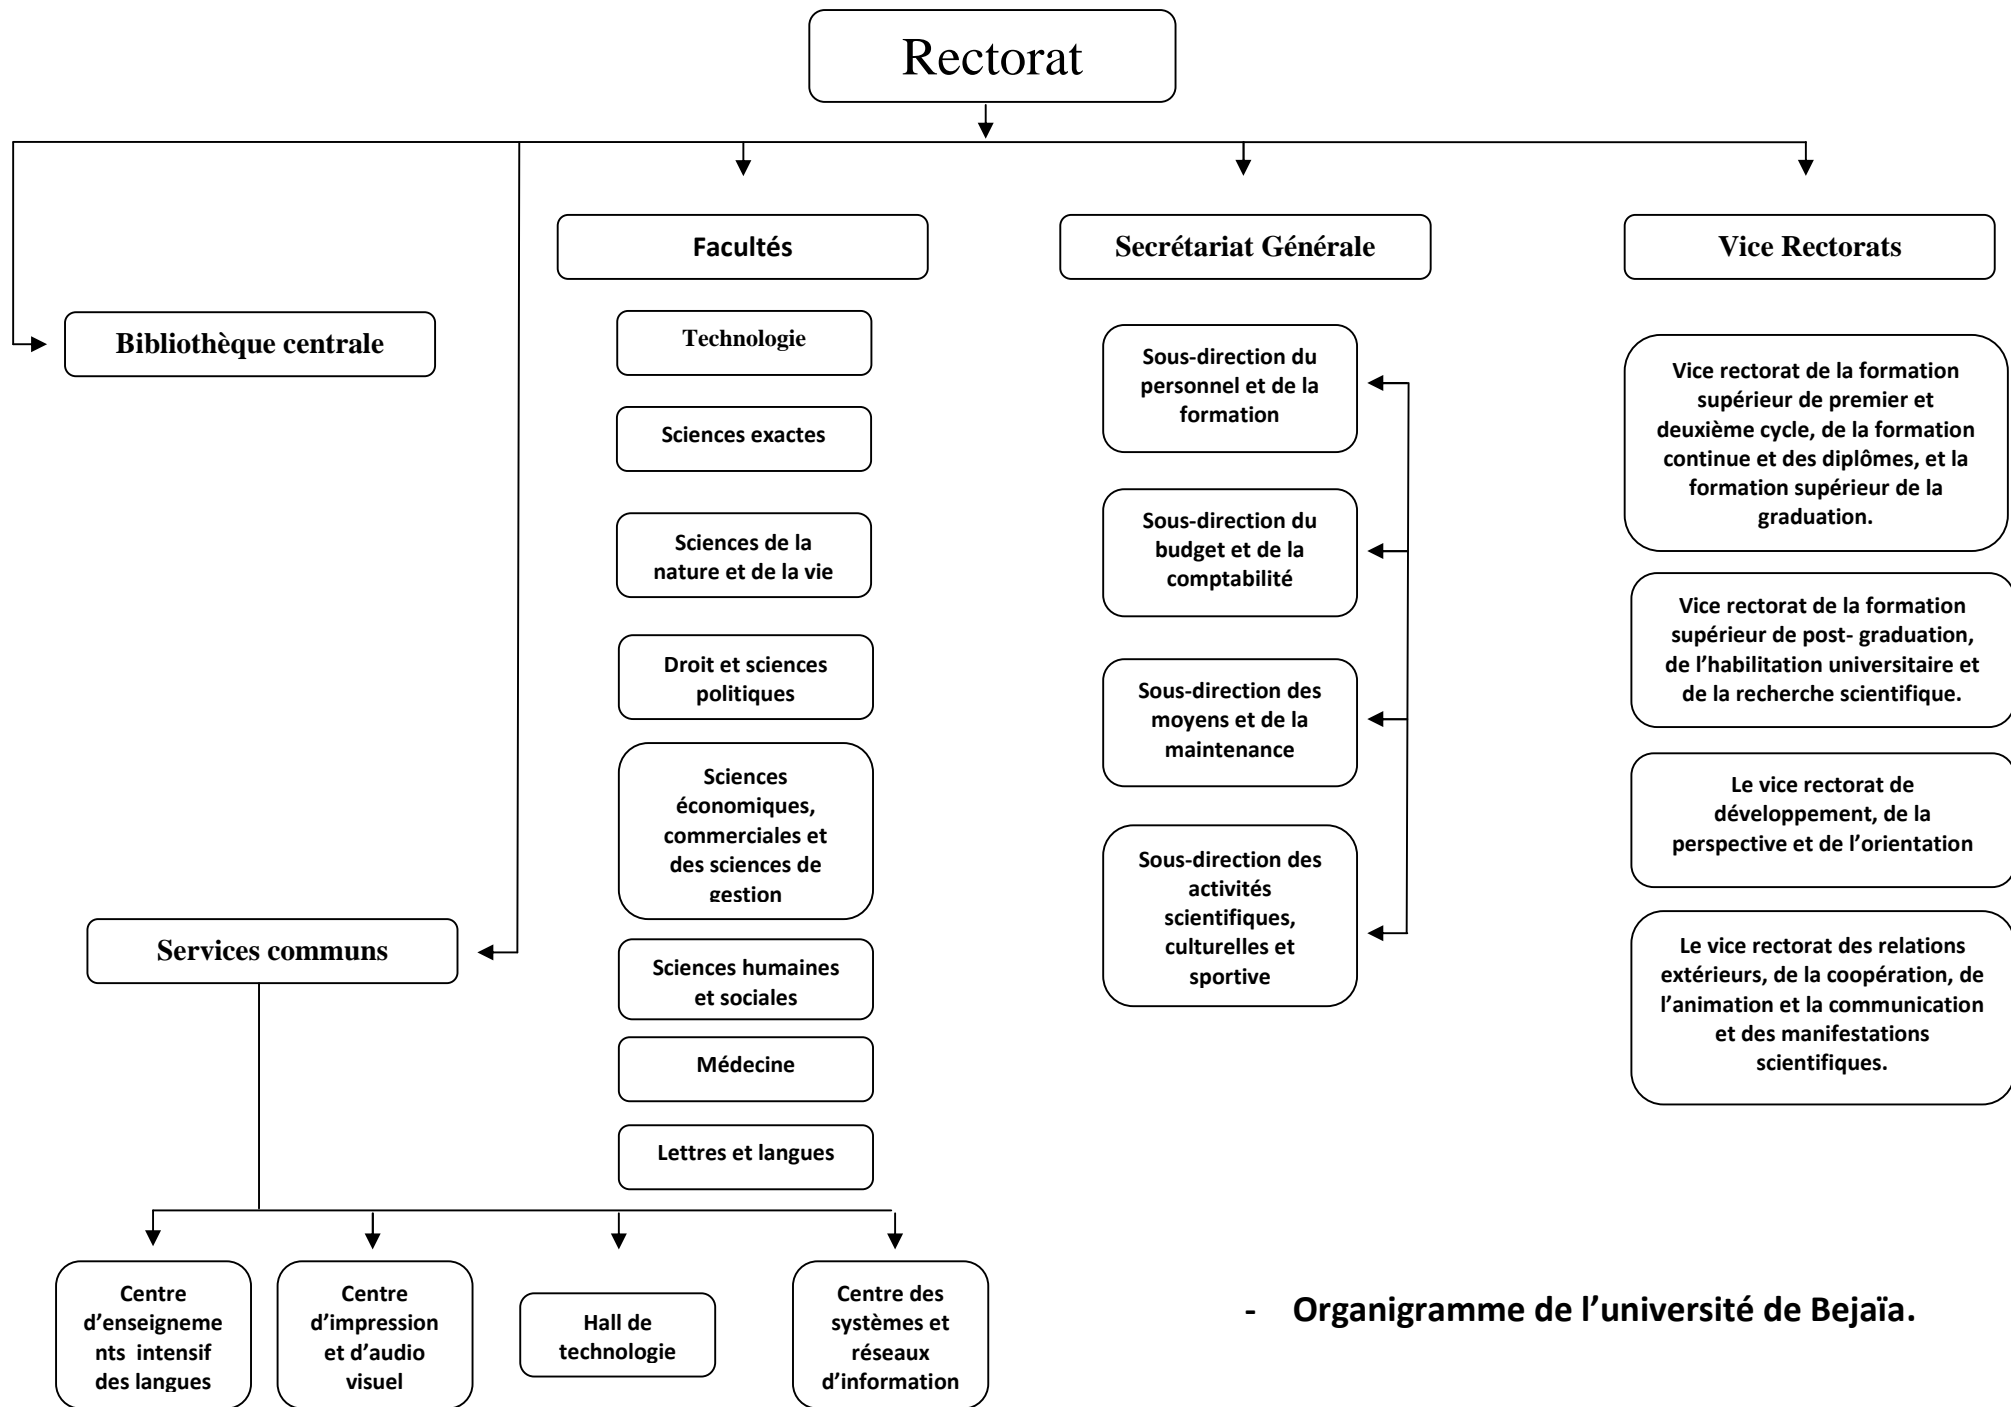 Rectorat
Facultés
Secrétariat Générale
Vice Rectorats
Bibliothèque centrale
Technologie
Sciences exactes
Sciences de la
nature et de la vie
Droit et sciences
politiques
Sciences
économiques,
commerciales et
des sciences de
gestion
Sciences humaines
et sociales
Médecine
Lettres et langues
Sous-direction du
personnel et de la
formation
Sous-direction du
budget et de la
comptabilité
Sous-direction des
moyens et de la
maintenance
Sous-direction des
activités
scientifiques,
culturelles et
sportive
Vice rectorat de la formation
supérieur de premier et
deuxième cycle, de la formation
continue et des diplômes, et la
formation supérieur de la
graduation.
Vice rectorat de la formation
supérieur de post- graduation,
de l’habilitation universitaire et
de la recherche scientifique.
Le vice rectorat de
développement, de la
perspective et de l’orientation
Le vice rectorat des relations
extérieurs, de la coopération, de
l’animation et la communication
et des manifestations
scientifiques.
Services communs
Centre
d’enseigneme
nts intensif
des langues
Centre
d’impression
et d’audio
visuel
Hall de
technologie
Centre des
systèmes et
réseaux
d’information
- Organigramme de l’université de Bejaïa.